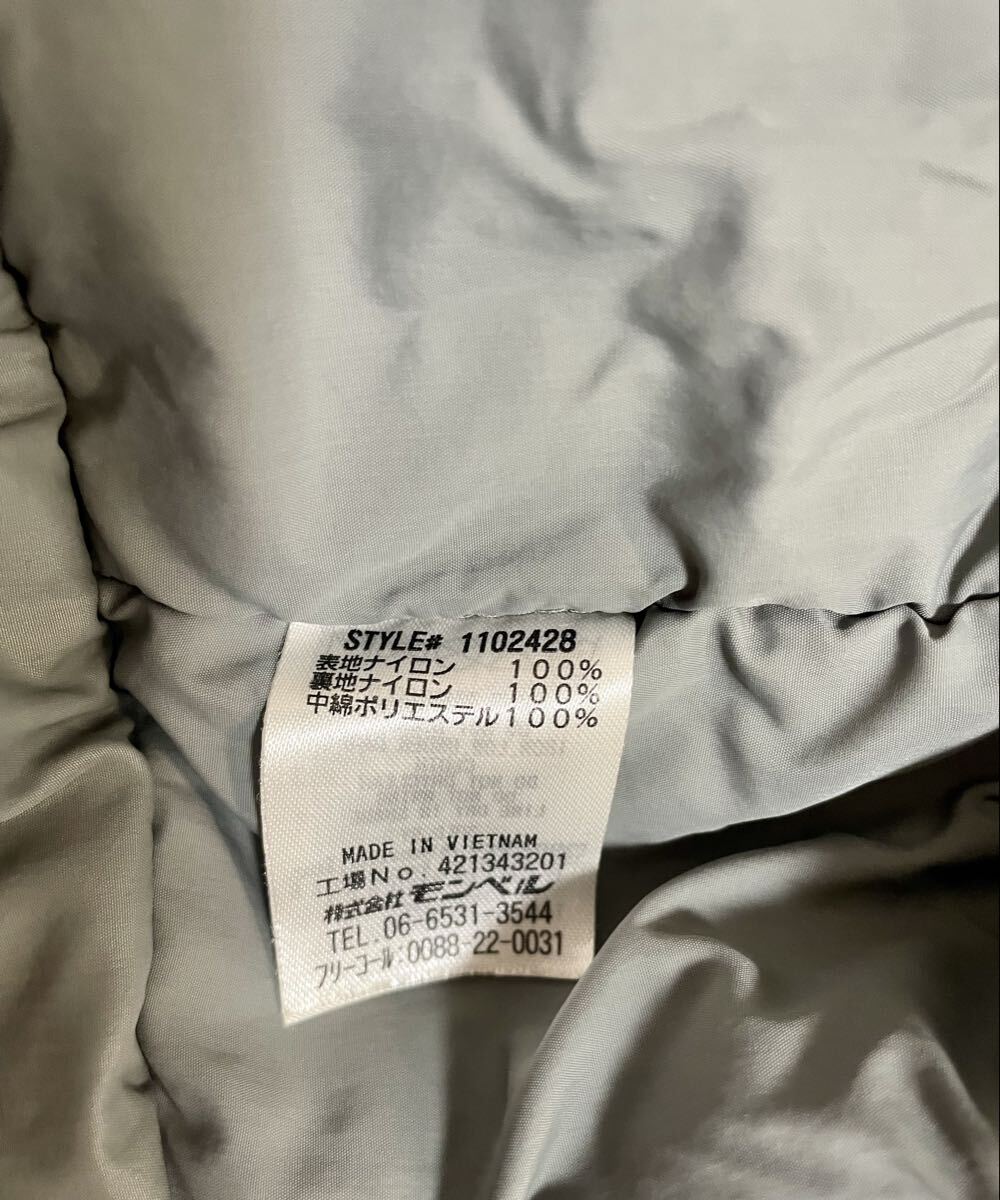 STYLE# 1102428
表地ナイロン 100%
裏地ナイロン 100%
中綿ポリエステル100%
MADE IN VIETNAM
工場No. 421343201
株式会社 モンベル
TEL.06-6531-3544
フリーコール:0088-22-0031